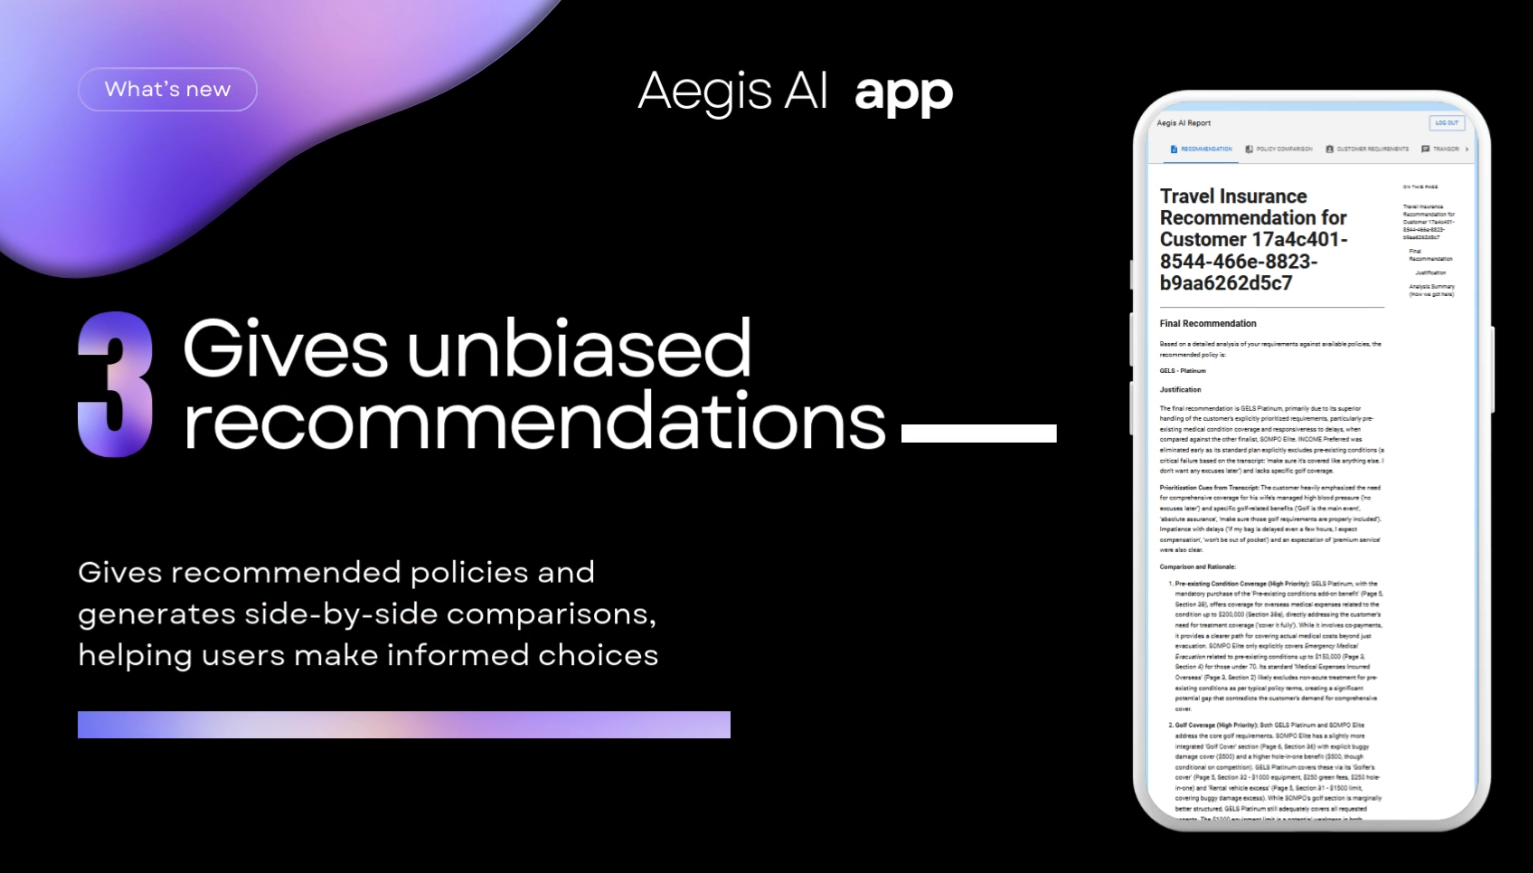 What's new
Aegis AI app
3 Gives unbiased
recommendations
Gives recommended policies and
generates side-by-side comparisons,
helping users make informed choices
Aegis AI Report
LOG OUT
RECOMMENDATION
POLICY COMPARISON
CUSTOMER REQUIREMENTS
TRANSCRI
Travel Insurance
Recommendation for
Customer 17a4c401-
8544-466e-8823-
b9aa6262d5c7
Final Recommendation
Based on a detailed analysis of your requirements against available policies, the
recommended policy is:
GELS - Platinum
Justification
The final recommendation is GELS Platinum, primarily due to its superior
handling of the customer's explicitly prioritized requirements, particularly pre-
existing medical condition coverage and responsiveness to delays, when
compared against the other finalist, SOMPO Elite. INCOME Preferred was
eliminated early as its standard plan explicitly excludes pre-existing conditions (a
critical failure based on the transcript: 'make sure it's covered like anything else. I
don't want any excuses later') and lacks specific golf coverage.
Prioritization Cues from Transcript: The customer heavily emphasized the need
for comprehensive coverage for his wife's managed high blood pressure ('no
excuses later') and specific golf-related benefits ('Golf is the main event',
'absolute assurance', 'make sure those golf requirements are properly included').
Impatience with delays ('if my bag is delayed even a few hours, I expect
compensation', 'won't be out of pocket') and an expectation of 'premium service'
were also clear.
Comparison and Rationale:
1. Pre-existing Condition Coverage (High Priority): GELS Platinum, with the
mandatory purchase of the 'Pre-existing conditions add-on benefit' (Page 5,
Section 38), offers coverage for overseas medical expenses related to the
condition up to $200,000 (Section 38a), directly addressing the customer's
need for treatment coverage ('cover it fully'). While it involves co-payments,
it provides a clearer path for covering actual medical costs beyond just
evacuation. SOMPO Elite only explicitly covers Emergency Medical
Evacuation related to pre-existing conditions up to $150,000 (Page 3,
Section 4) for those under 70. Its standard 'Medical Expenses Incurred
Overseas' (Page 3, Section 2) likely excludes non-acute treatment for pre-
existing conditions as per typical policy terms, creating a significant
potential gap that contradicts the customer's demand for comprehensive
cover.
2. Golf Coverage (High Priority): Both GELS Platinum and SOMPO Elite
address the core golf requirements. SOMPO Elite has a slightly more
integrated 'Golf Cover' section (Page 6, Section 36) with explicit buggy
damage cover ($500) and a higher hole-in-one benefit ($500, though
conditional on competition). GELS Platinum covers these via its 'Golfer's
cover' (Page 5, Section 32 - $1000 equipment, $250 green fees, $250 hole-
in-one) and 'Rental vehicle excess' (Page 5, Section 31 - $1500 limit,
covering buggy damage excess). While SOMPO's golf section is marginally
better structured, GELS Platinum still adequately covers all requested
ON THIS PAGE
Travel Insurance
Recommendation for
Customer 17a4c401-
8544-466e-8823-
b9aa6262d5c7
Final
Recommendation
Justification
Analysis Summary
(How we got here)